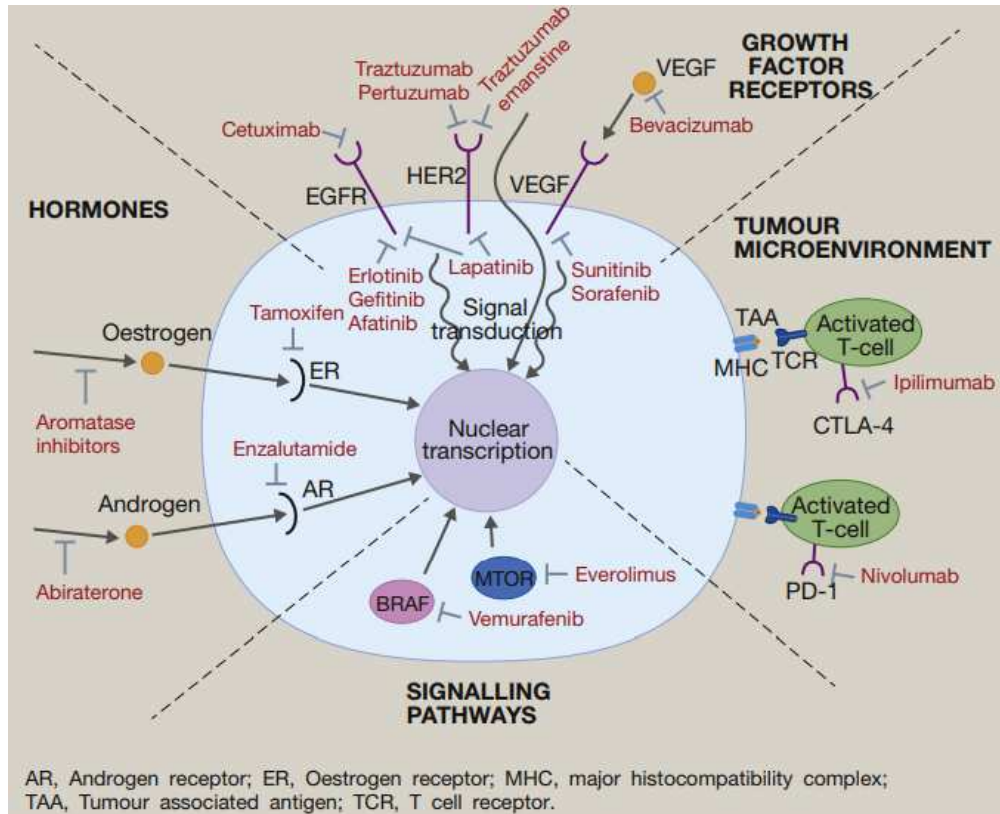 GROWTH
FACTOR
RECEPTORS
VEGF
Bevacizumab
Traztuzumab
Pertuzumab
Traztuzumab
emanstine
Cetuximab
EGFR
HER2
VEGF
HORMONES
TUMOUR
MICROENVIRONMENT
Erlotinib
Gefitinib
Afatinib
Lapatinib
Sunitinib
Sorafenib
Signal
transduction
Tamoxifen
Oestrogen
ER
Aromatase
inhibitors
Enzalutamide
Androgen
AR
Abiraterone
Nuclear
transcription
TAA
MHC
TCR
Activated
T-cell
Ipilimumab
CTLA-4
Activated
T-cell
PD-1
Nivolumab
MTOR
Everolimus
BRAF
Vemurafenib
SIGNALLING
PATHWAYS
AR, Androgen receptor; ER, Oestrogen receptor; MHC, major histocompatibility complex;
TAA, Tumour associated antigen; TCR, T cell receptor.